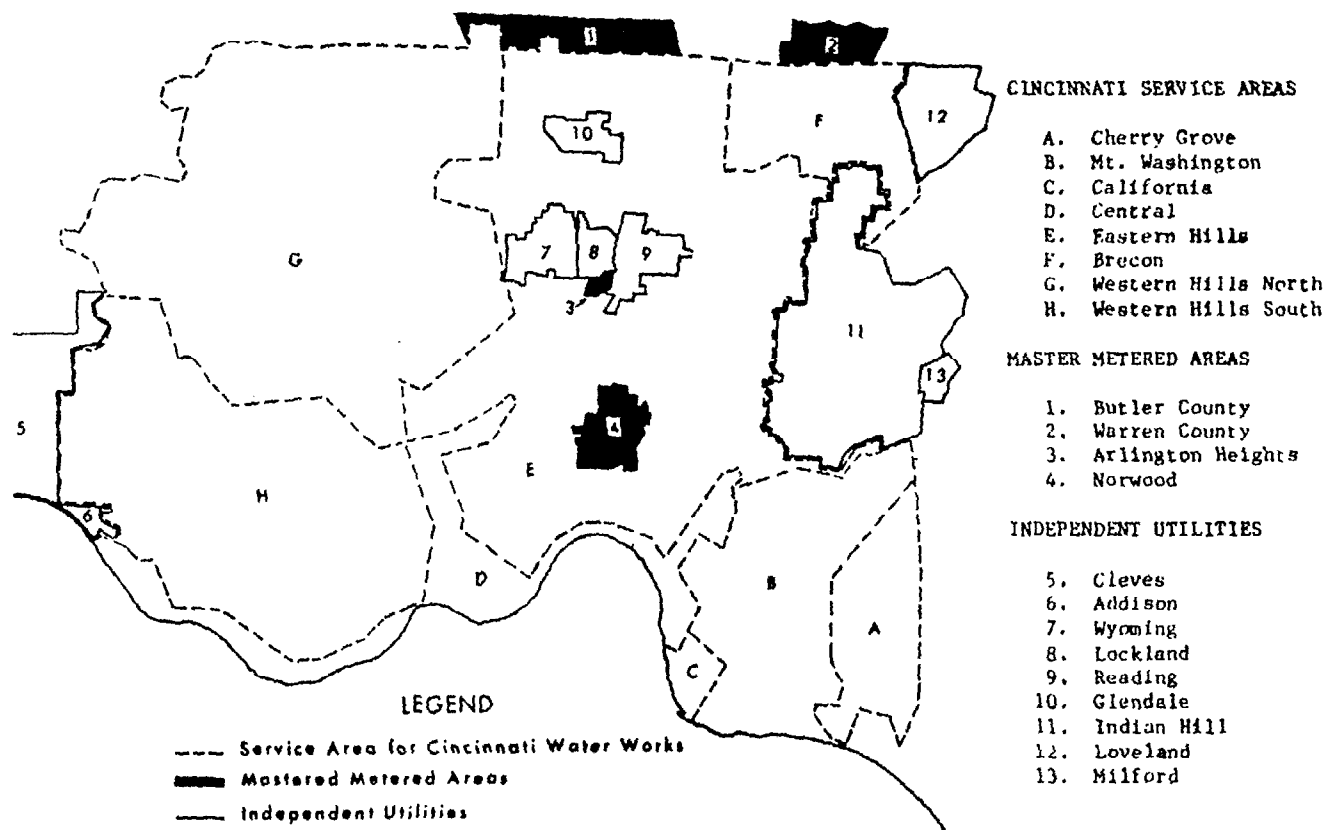 1
2
12
F
10
7
8
9
G
3
11
13
5
4
E
H
6
D
B
A
C
CINCINNATI SERVICE AREAS
A. Cherry Grove
B. Mt. Washington
C. California
D. Central
E. Eastern Hills
F. Brecon
G. Western Hills North
H. Western Hills South
MASTER METERED AREAS
1. Butler County
2. Warren County
3. Arlington Heights
4. Norwood
INDEPENDENT UTILITIES
5. Cleves
6. Addison
7. Wyoming
8. Lockland
9. Reading
10. Glendale
11. Indian Hill
12. Loveland
13. Milford
LEGEND
Service Area for Cincinnati Water Works
Mastered Metered Areas
Independent Utilities